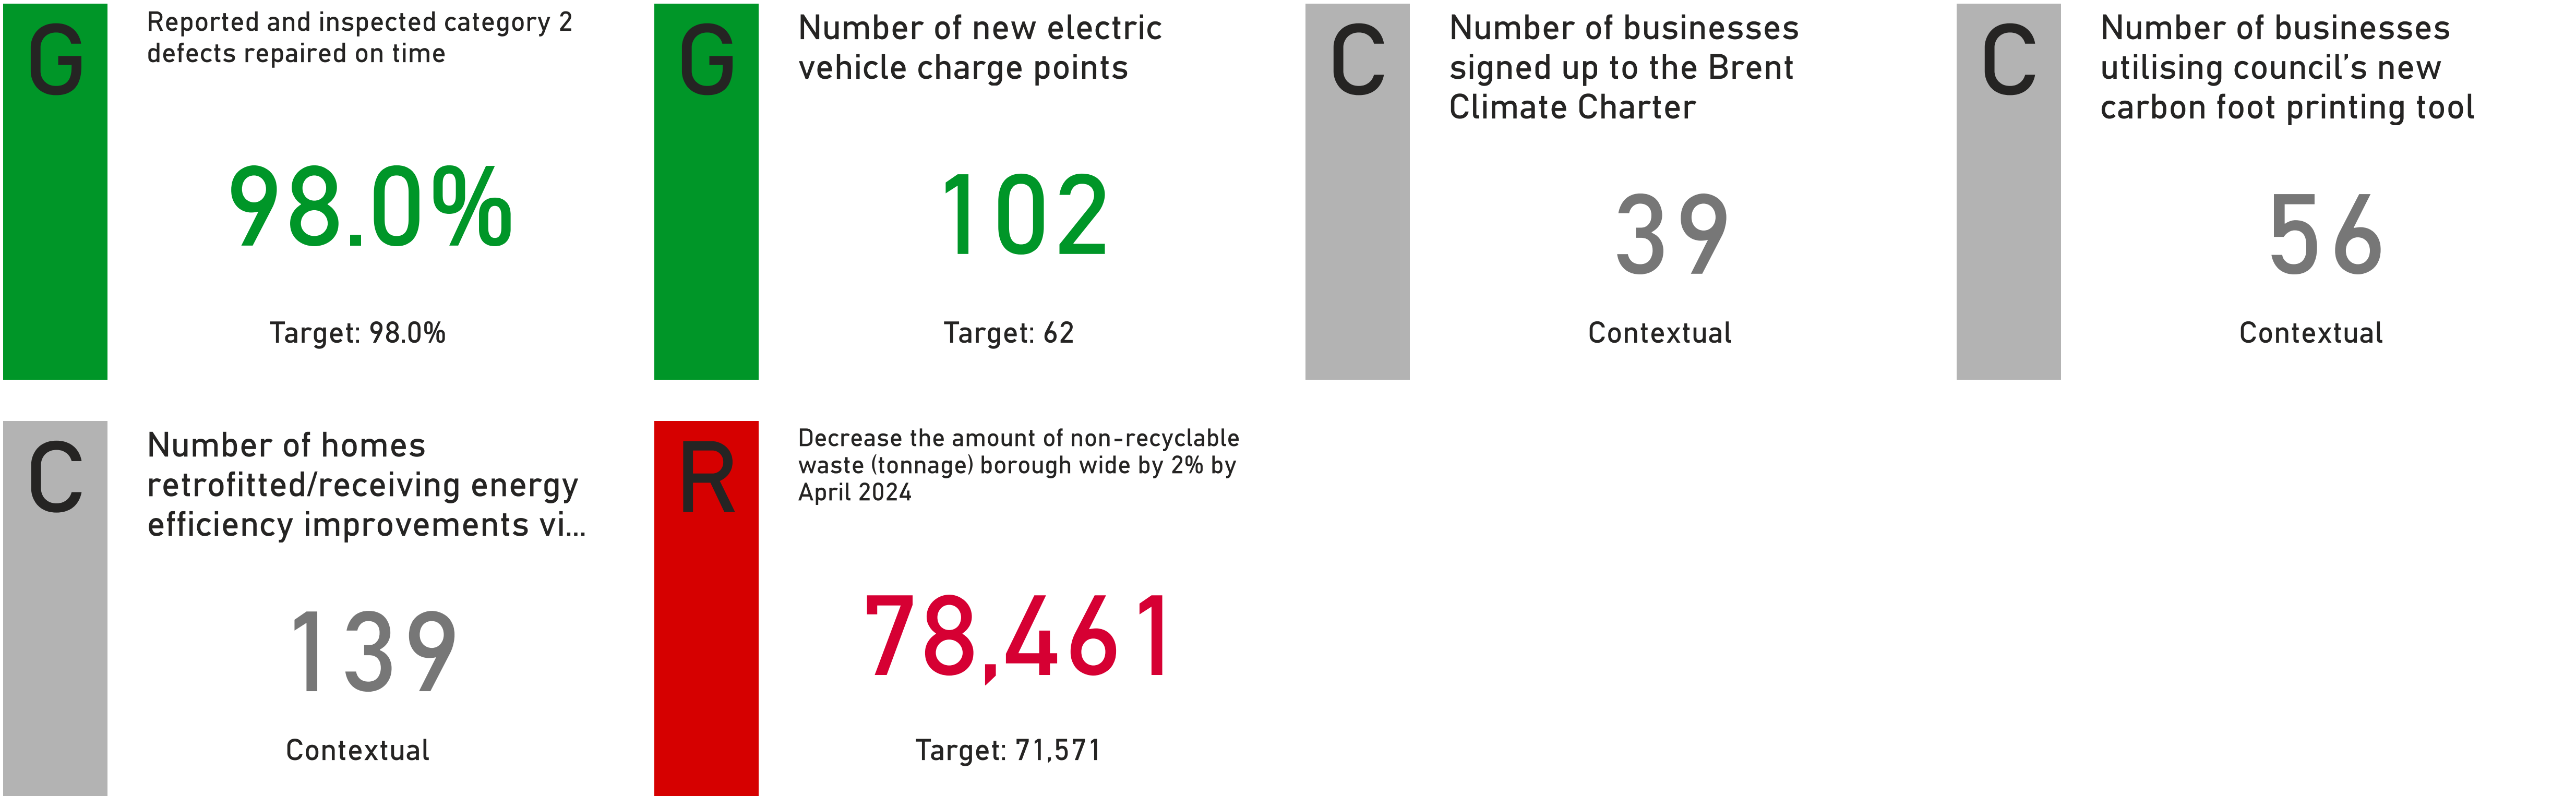 G
Reported and inspected category 2
defects repaired on time
98.0%
Target: 98.0%
G
Number of new electric
vehicle charge points
102
Target: 62
C
Number of businesses
signed up to the Brent
Climate Charter
39
Contextual
C
Number of businesses
utilising council's new
carbon foot printing tool
56
Contextual
C
Number of homes
retrofitted/receiving energy
efficiency improvements vi...
139
Contextual
R
Decrease the amount of non-recyclable
waste (tonnage) borough wide by 2% by
April 2024
78,461
Target: 71,571